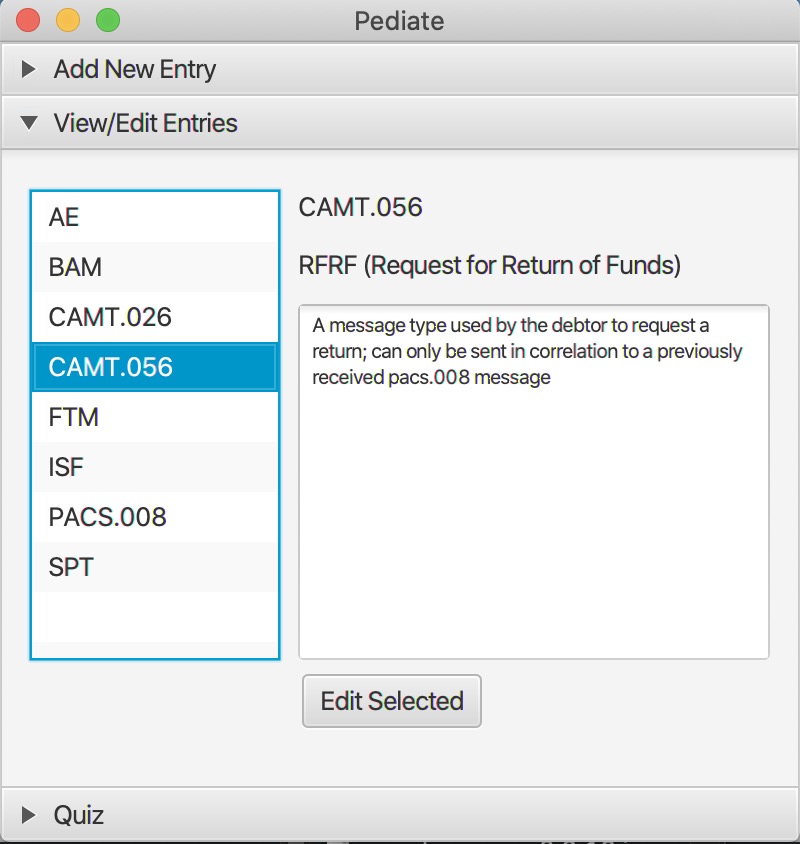 Pediate
Add New Entry
View/Edit Entries
AE
BAM
CAMT.026
CAMT.056
FTM
ISF
PACS.008
SPT
CAMT.056
RFRF (Request for Return of Funds)
A message type used by the debtor to request a
return; can only be sent in correlation to a previously
received pacs.008 message
Edit Selected
Quiz